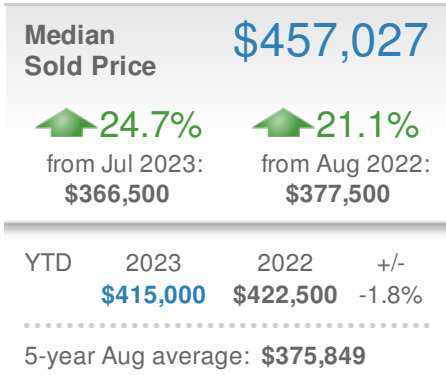 Median
Sold Price
$457,027
24.7%
21.1%
from Jul 2023:
from Aug 2022:
$366,500
$377,500
YTD 2023 2022 +/-
$415,000 $422,500 -1.8%
5-year Aug average: $375,849